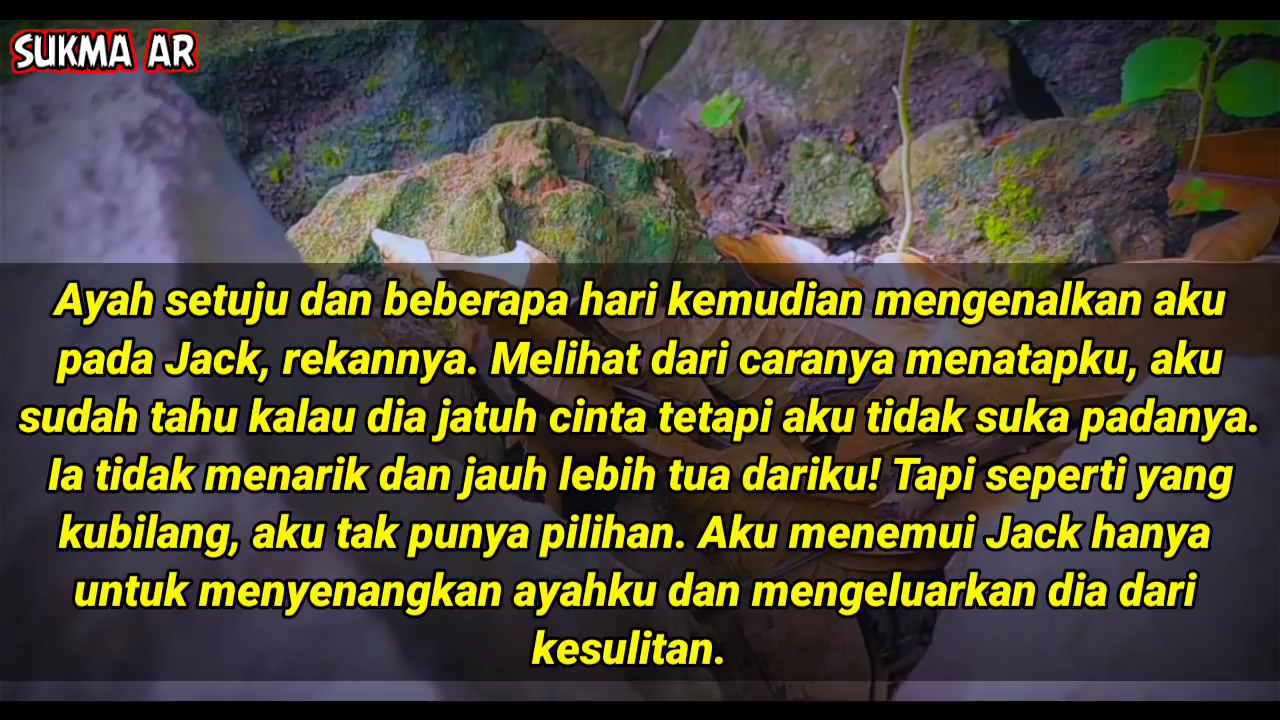 SUKMA AR
Ayah setuju dan beberapa hari kemudian mengenalkan aku
pada Jack, rekannya. Melihat dari caranya menatapku, aku
sudah tahu kalau dia jatuh cinta tetapi aku tidak suka padanya.
Ia tidak menarik dan jauh lebih tua dariku! Tapi seperti yang
kubilang, aku tak punya pilihan. Aku menemui Jack hanya
untuk menyenangkan ayahku dan mengeluarkan dia dari
kesulitan.